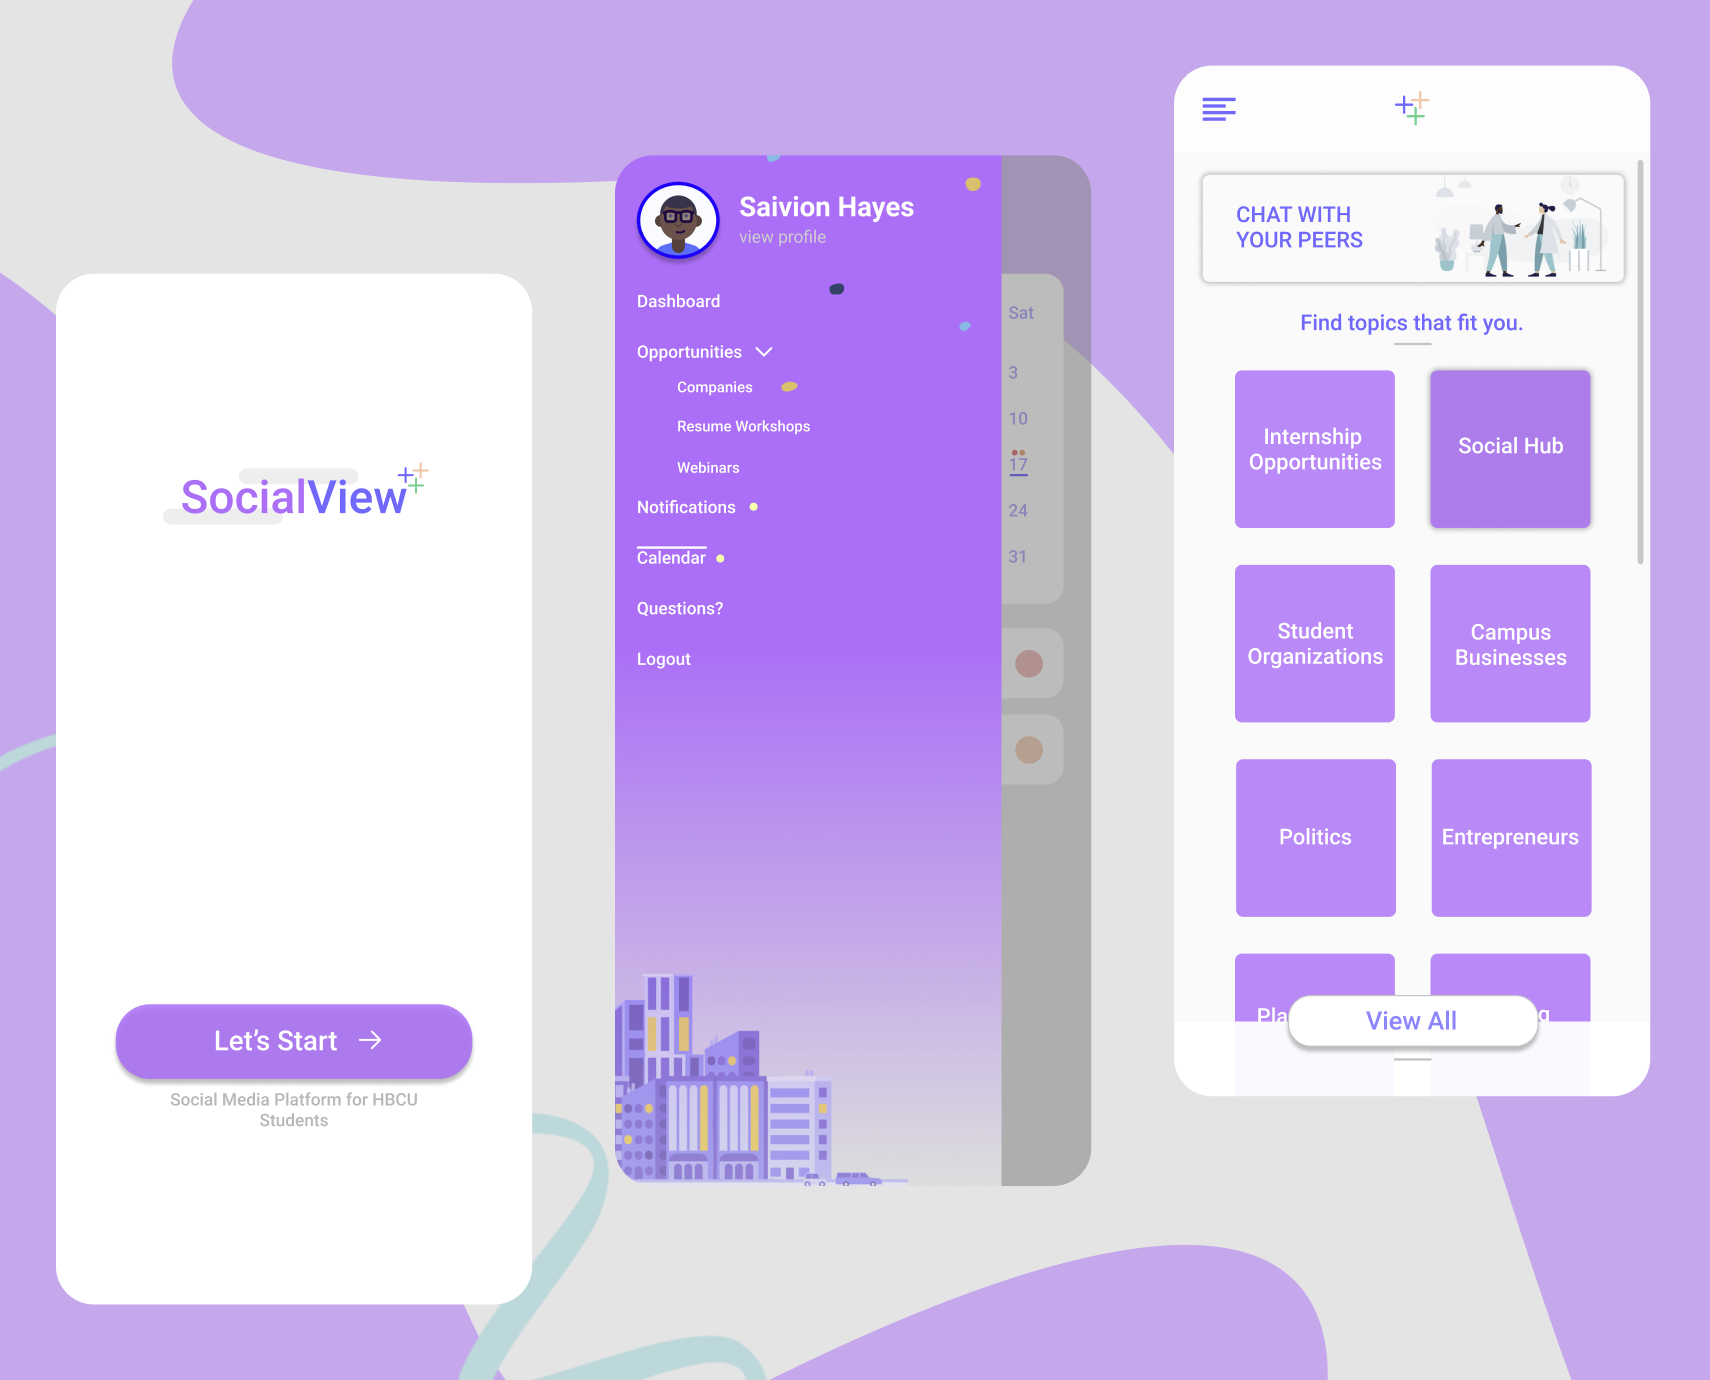 SocialView
Let's Start
Social Media Platform for HBCU
Students
Saivion Hayes
view profile
Dashboard
Opportunities
Companies
Resume Workshops
Webinars
Notifications
Calendar
Questions?
Logout
Sat
3
10
17
24
31
CHAT WITH
YOUR PEERS
Find topics that fit you.
Internship
Opportunities
Social Hub
Student
Organizations
Campus
Businesses
Politics
Entrepreneurs
View All